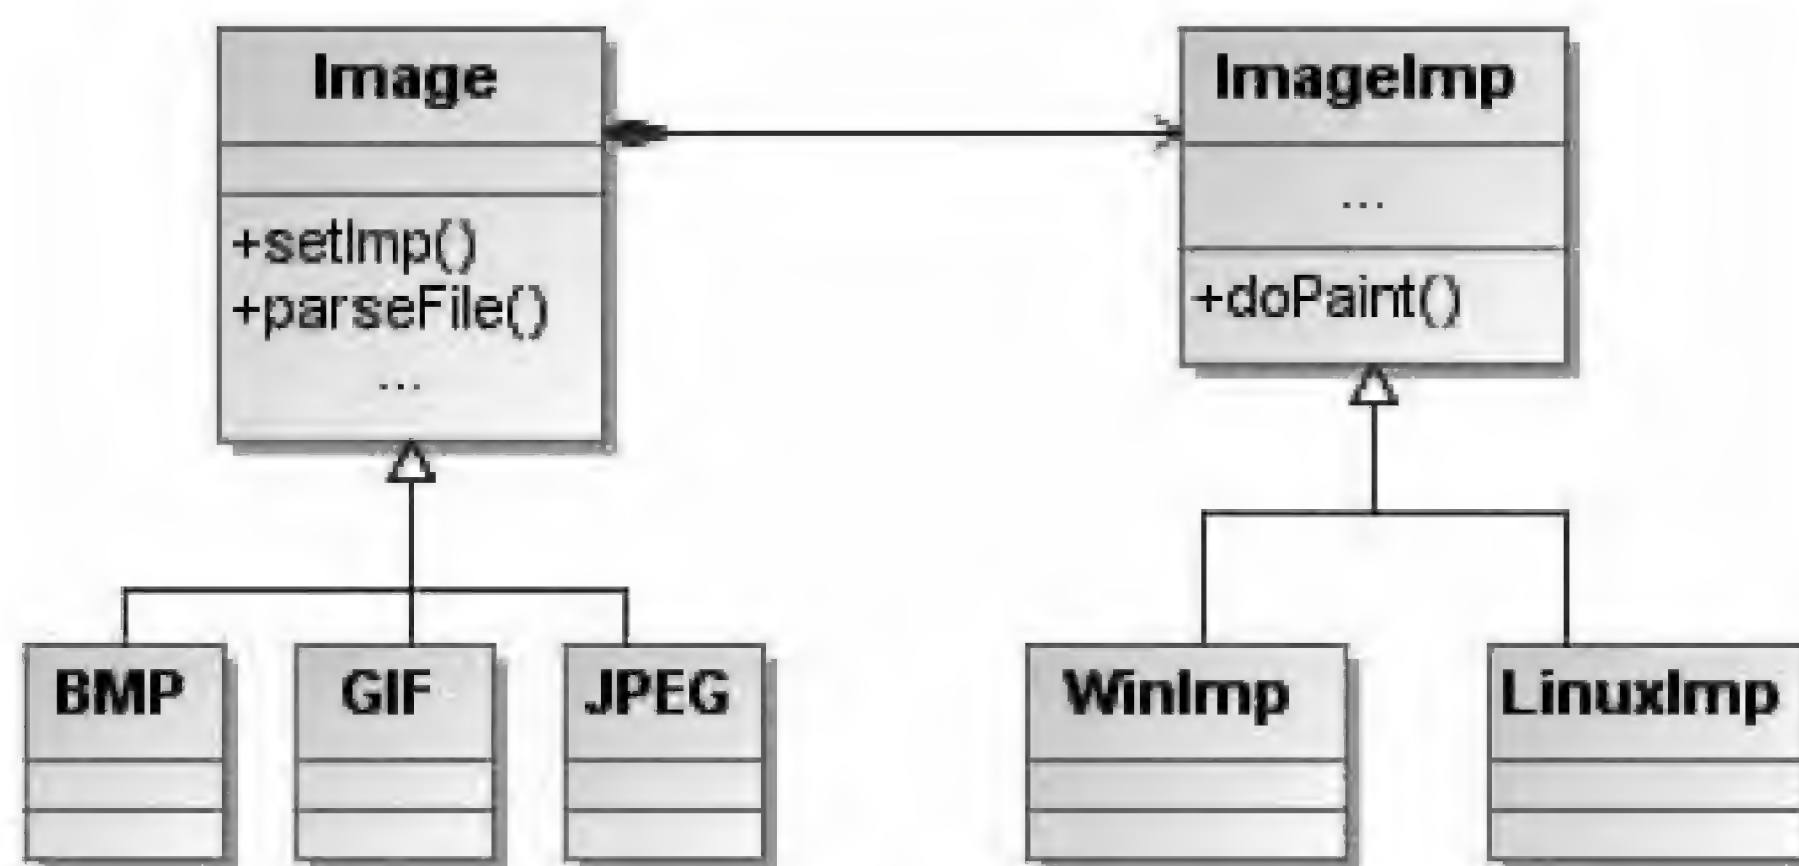 Image
+setImp()
+parseFile()
...
ImageImp
...
+doPaint()
BMP
GIF
JPEG
WinImp
LinuxImp